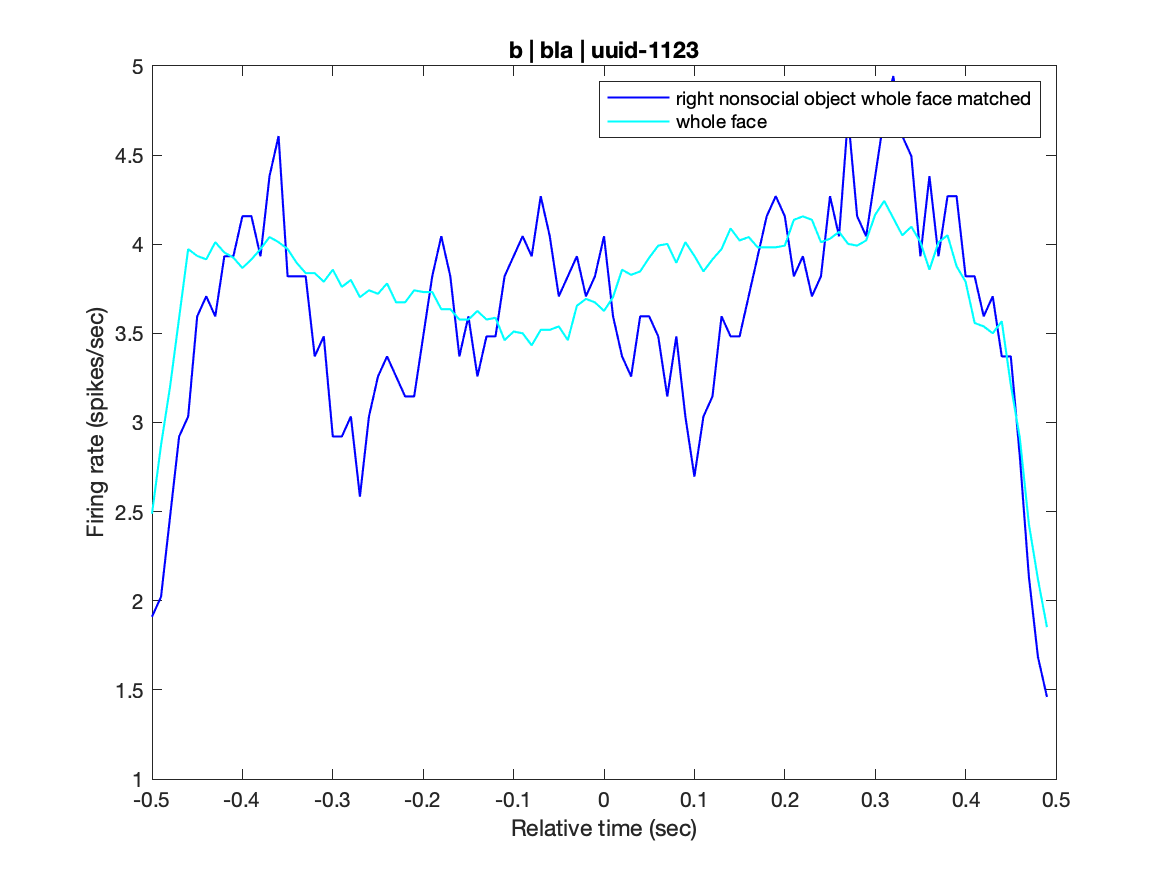 b | bla | uuid-1123
5
4.5
4
3.5
3
2.5
2
1.5
1
Firing rate (spikes/sec)
right nonsocial object whole face matched
whole face
-0.5 -0.4 -0.3 -0.2 -0.1 0 0.1 0.2 0.3 0.4 0.5
Relative time (sec)